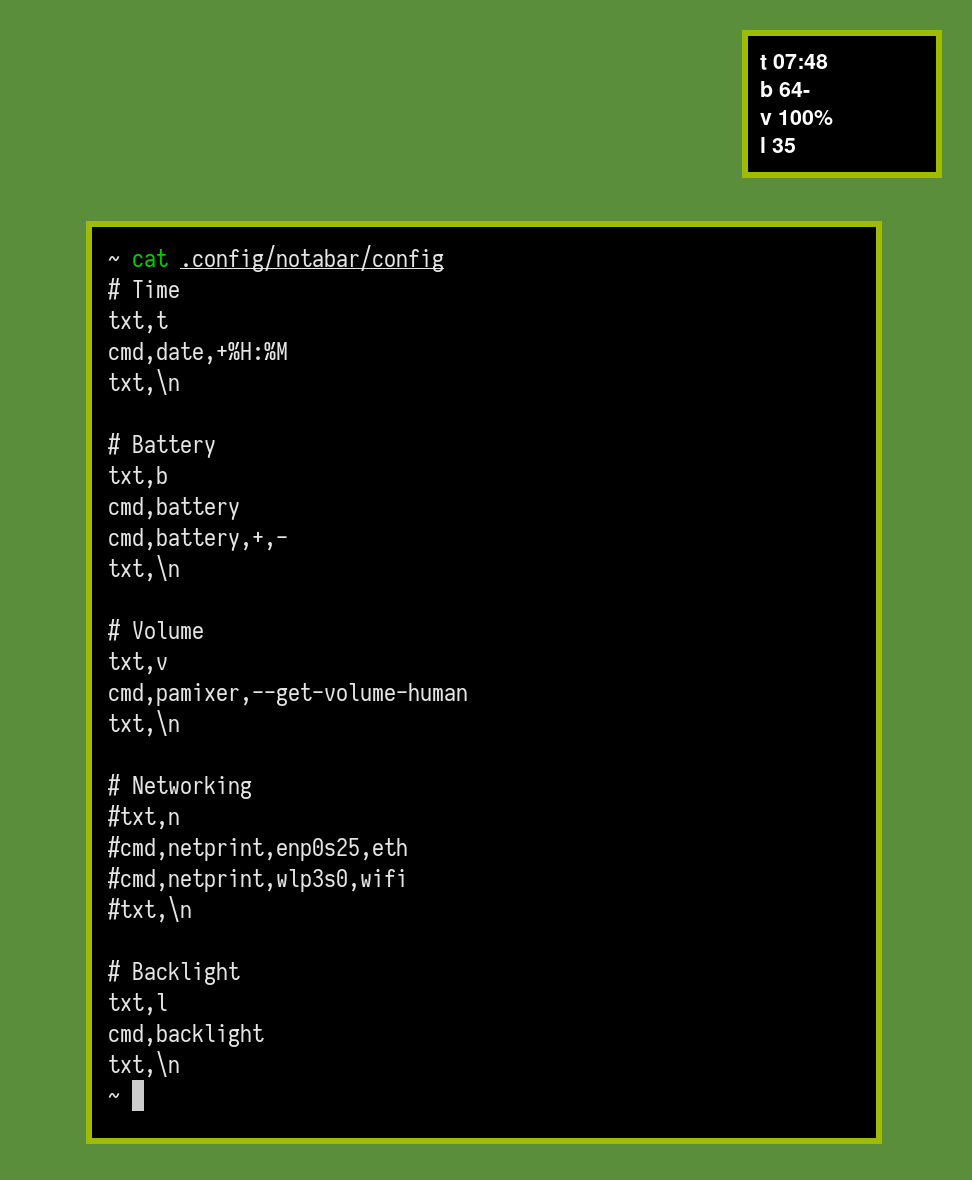 t 07:48
b 64-
v 100%
l 35
~ cat .config/notabar/config
# Time
txt,t
cmd,date,+%H:%M
txt,\n

# Battery
txt,b
cmd,battery
cmd,battery,+,-
txt,\n

# Volume
txt,v
cmd,pamixer,--get-volume-human
txt,\n

# Networking
#txt,n
#cmd,netprint,enp0s25,eth
#cmd,netprint,wlp3s0,wifi
#txt,\n

# Backlight
txt,l
cmd,backlight
txt,\n
~